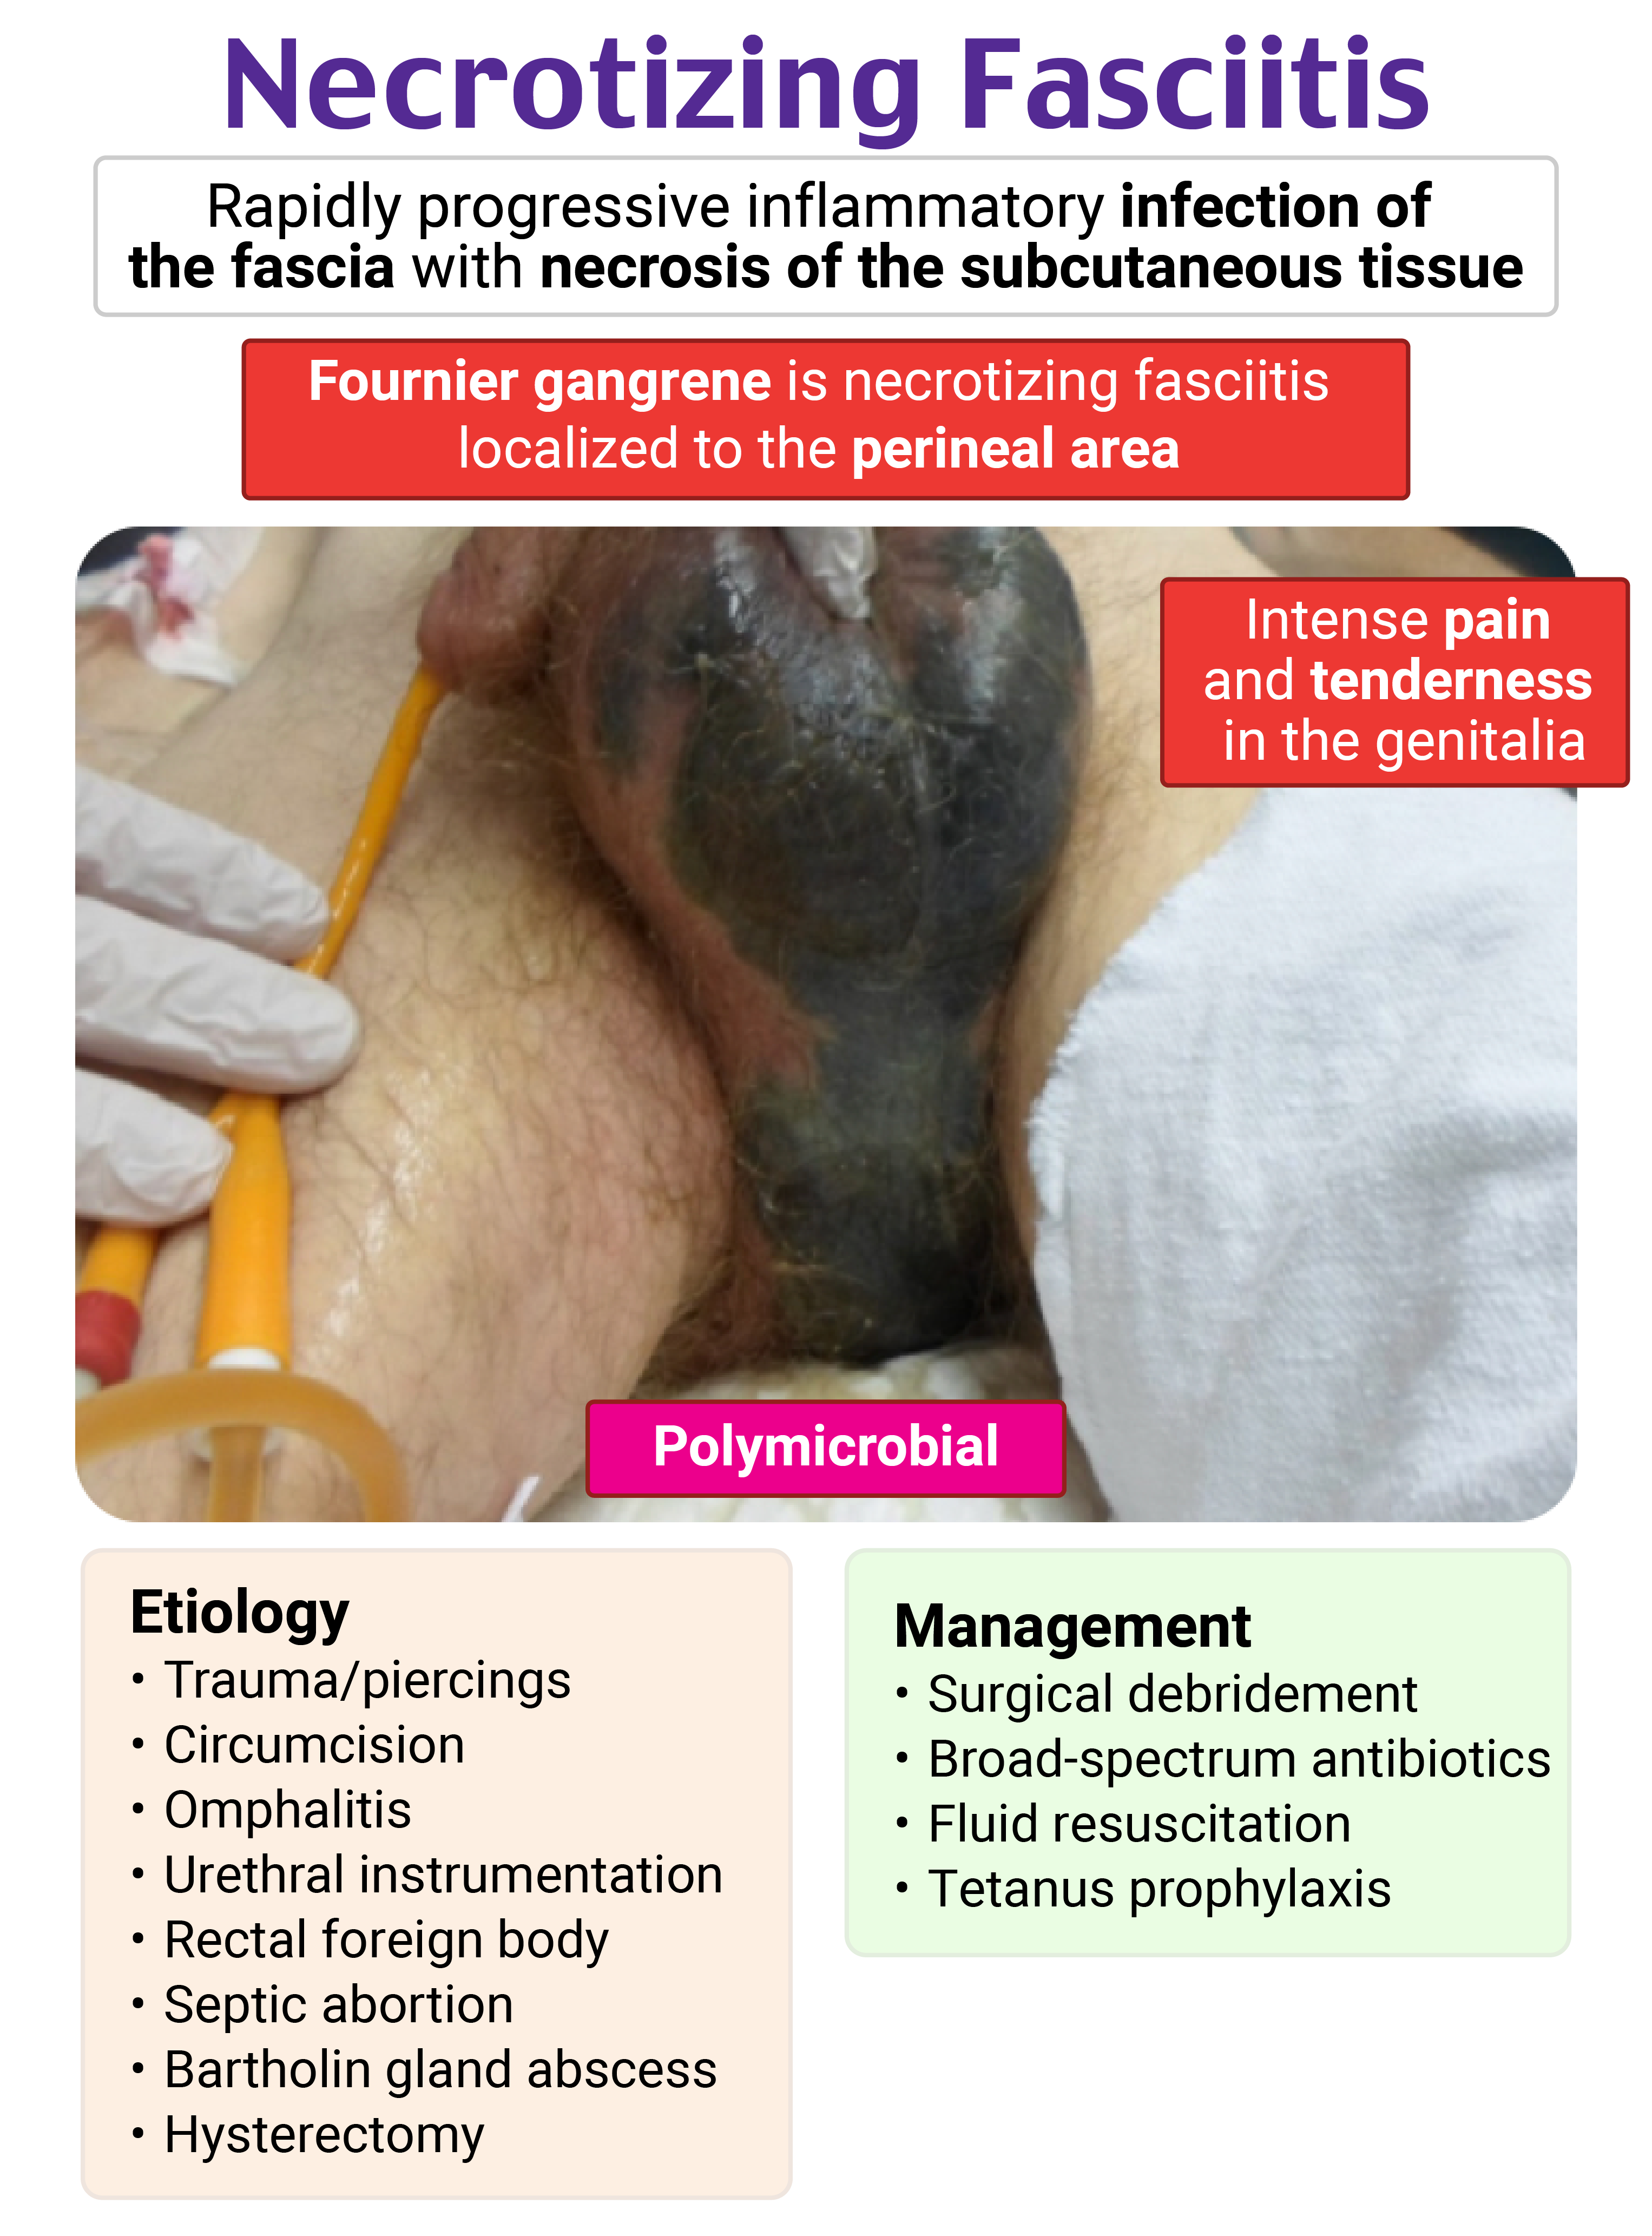 Necrotizing Fasciitis
Rapidly progressive inflammatory infection of
the fascia with necrosis of the subcutaneous tissue
Fournier gangrene is necrotizing fasciitis
localized to the perineal area
Intense pain
and tenderness
in the genitalia
Polymicrobial
Etiology
• Trauma/piercings
• Circumcision
• Omphalitis
• Urethral instrumentation
• Rectal foreign body
• Septic abortion
• Bartholin gland abscess
• Hysterectomy
Management
• Surgical debridement
• Broad-spectrum antibiotics
• Fluid resuscitation
• Tetanus prophylaxis